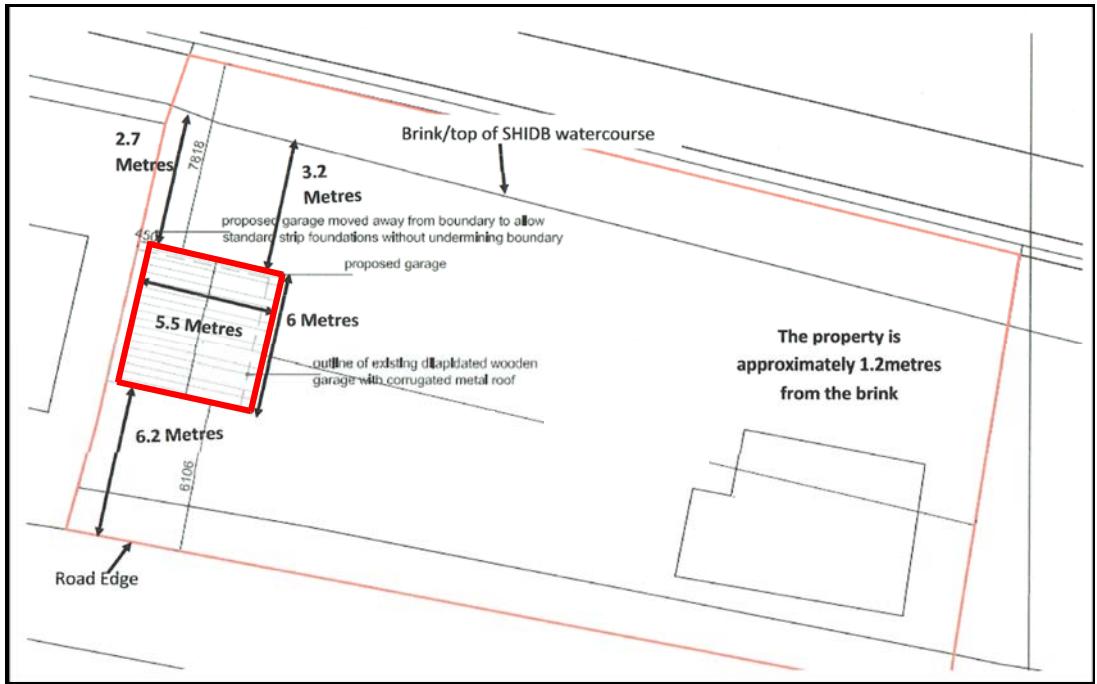 Brink/top of SHIDB watercourse
2.7
Metres
7818
3.2
Metres
proposed garage moved away from boundary to allow
standard strip foundations without undermining boundary
450
proposed garage
5.5 Metres
6 Metres
outline of existing dilapidated wooden
garage with corrugated metal roof
The property is
approximately 1.2metres
from the brink
6.2 Metres
6106
Road Edge